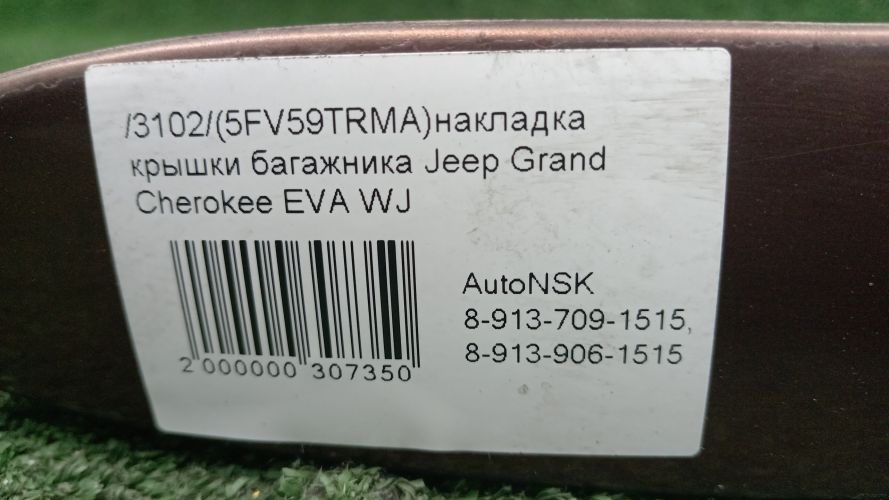 /3102/(5FV59TRMA)накладка
крышки багажника Jeep Grand
Cherokee EVA WJ
AutoNSK
8-913-709-1515,
8-913-906-1515
2 000000 307350